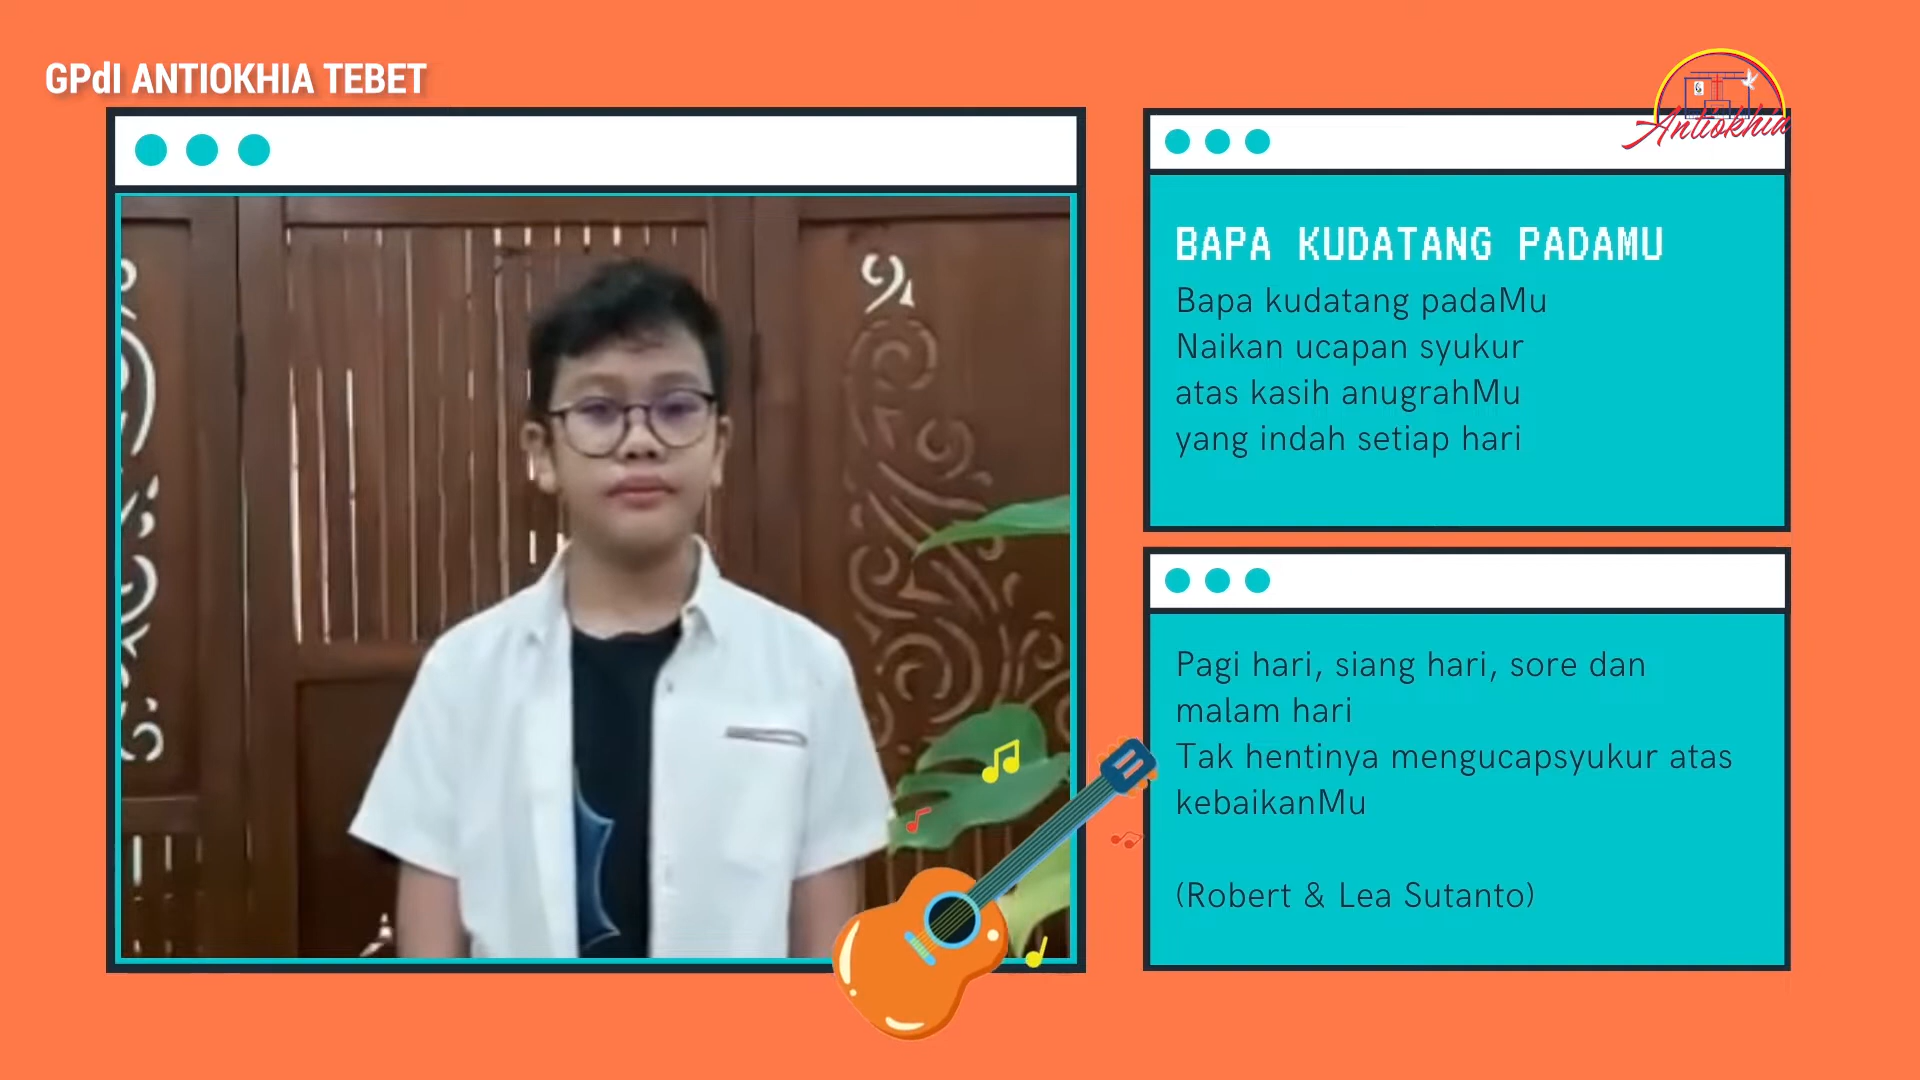 GPdI ANTIOKHIA TEBET
Antiokhia
BAPA KUDATANG PADAMU
Bapa kudatang padaMu
Naikan ucapan syukur
atas kasih anugrahMu
yang indah setiap hari
Pagi hari, siang hari, sore dan
malam hari
Tak hentinya mengucapsyukur atas
kebaikanMu
(Robert & Lea Sutanto)